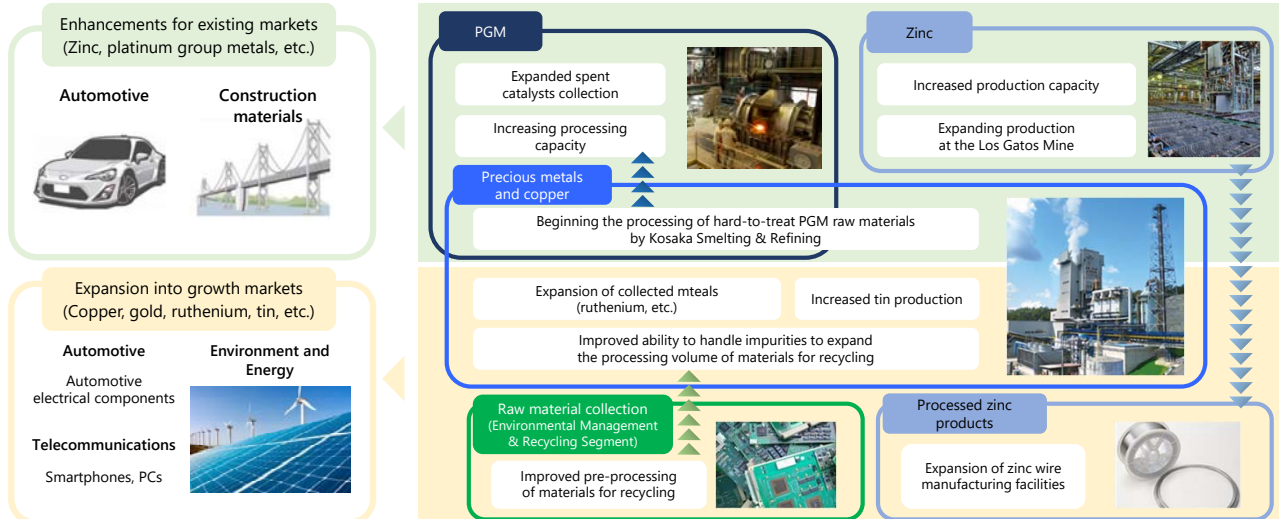 Enhancements for existing markets
(Zinc, platinum group metals, etc.)
Automotive
Construction
materials
PGM
Expanded spent
catalysts collection
Increasing processing
capacity
Zinc
Increased production capacity
Expanding production
at the Los Gatos Mine
Precious metals
and copper
Beginning the processing of hard-to-treat PGM raw materials
by Kosaka Smelting & Refining
Expansion into growth markets
(Copper, gold, ruthenium, tin, etc.)
Automotive
Automotive
electrical components
Telecommunications
Smartphones, PCs
Environment and
Energy
Expansion of collected mteals
(ruthenium, etc.)
Increased tin production
Improved ability to handle impurities to expand
the processing volume of materials for recycling
Raw material collection
(Environmental Management
& Recycling Segment)
Improved pre-processing
of materials for recycling
Processed zinc
products
Expansion of zinc wire
manufacturing facilities